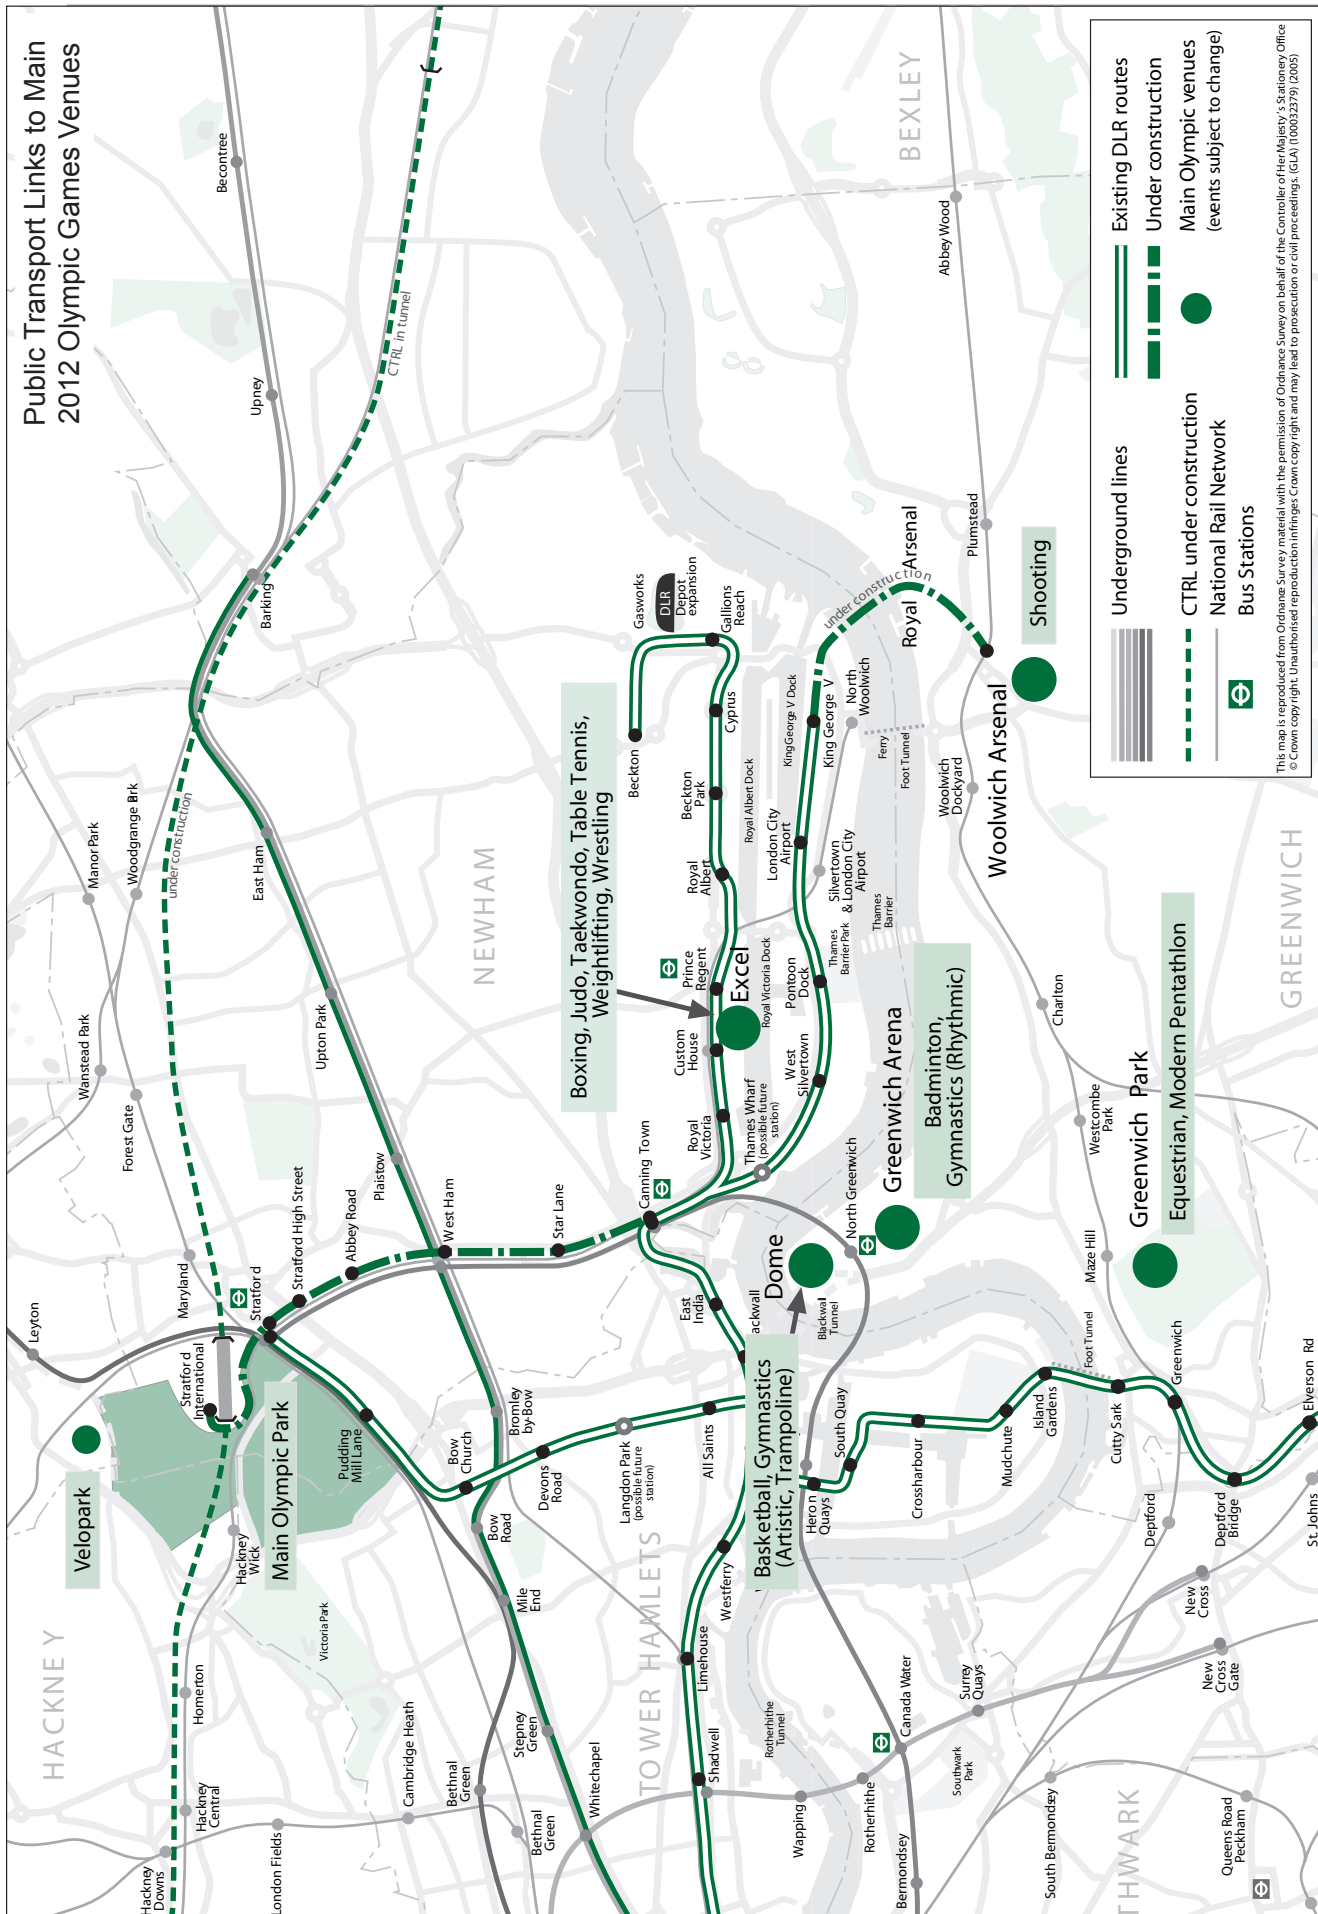 Public Transport Links to Main
2012 Olympic Games Venues
HACKNEY
Velopark
Leyton
Wanstead Park
Manor Park
Woodgrange Park
Forest Gate
Maryland
Becontree
Upney
Barking
CTRL in tunnel
under construction
Hackney
Downs
Hackney
Central
Homerton
Hackney
Wick
Stratford
International
Stratford
Main Olympic Park
Stratford High Street
Abbey Road
Plaistow
Upton Park
East Ham
London Fields
Cambridge Heath
Victoria Park
Pudding
Mill Lane
Bethnal
Green
Bethnal
Green
Stepney
Green
Whitechapel
Mile
End
Bow
Road
Bow
Church
Bromley
by-Bow
Devons
Road
West Ham
Star Lane
Canning Town
NEWHAM
TOWER HAMLETS
Langdon Park
(possible future
station)
All Saints
East
India
ackwall
Limehouse
Westferry
Shadwell
Boxing, Judo, Taekwondo, Table Tennis,
Weightlifting, Wrestling
Royal
Victoria
Custom
House
Prince
Regent
Excel
Royal
Albert
Beckton
Park
Cyprus
Gallions
Reach
Beckton
Gasworks
DLR
Depot
expansion
Royal Victoria Dock
Royal Albert Dock
King George V Dock
Thames Wharf
(possible future
station)
West
Silvertown
Pontoon
Dock
Thames
Barrier Park
Thames
Barrier
London City
Airport
Silvertown
& London City
Airport
King George V
North
Woolwich
Ferry
Foot Tunnel
under construction
Royal Arsenal
Woolwich Arsenal
Shooting
Plumstead
Abbey Wood
BEXLEY
Woolwich
Dockyard
Charlton
Westcombe
Park
Maze Hill
GREENWICH
Dome
Blackwall
Tunnel
North Greenwich
Greenwich Arena
Badminton,
Gymnastics (Rhythmic)
Basketball, Gymnastics
(Artistic, Trampoline)
Greenwich Park
Equestrian, Modern Pentathlon
Heron
Quays
South Quay
Crossharbour
Mudchute
Island
Gardens
Foot Tunnel
Cutty Sark
Greenwich
Deptford
Deptford
Bridge
Elverson Rd
St. Johns
New
Cross
New
Cross
Gate
Rotherhithe
Tunnel
Wapping
Rotherhithe
Canada Water
Surrey
Quays
Southwark
Park
Bermondsey
South Bermondsey
THWARK
Queens Road
Peckham
Underground lines
CTRL under construction
National Rail Network
Bus Stations
Existing DLR routes
Under construction
Main Olympic venues
(events subject to change)
This map is reproduced from Ordnance Survey material with the permission of Ordnance Survey on behalf of the Controller of Her Majesty's Stationery Office
© Crown copyright. Unauthorised reproduction infringes Crown copyright and may lead to prosecution or civil proceedings. (GLA) (100032379) (2005)